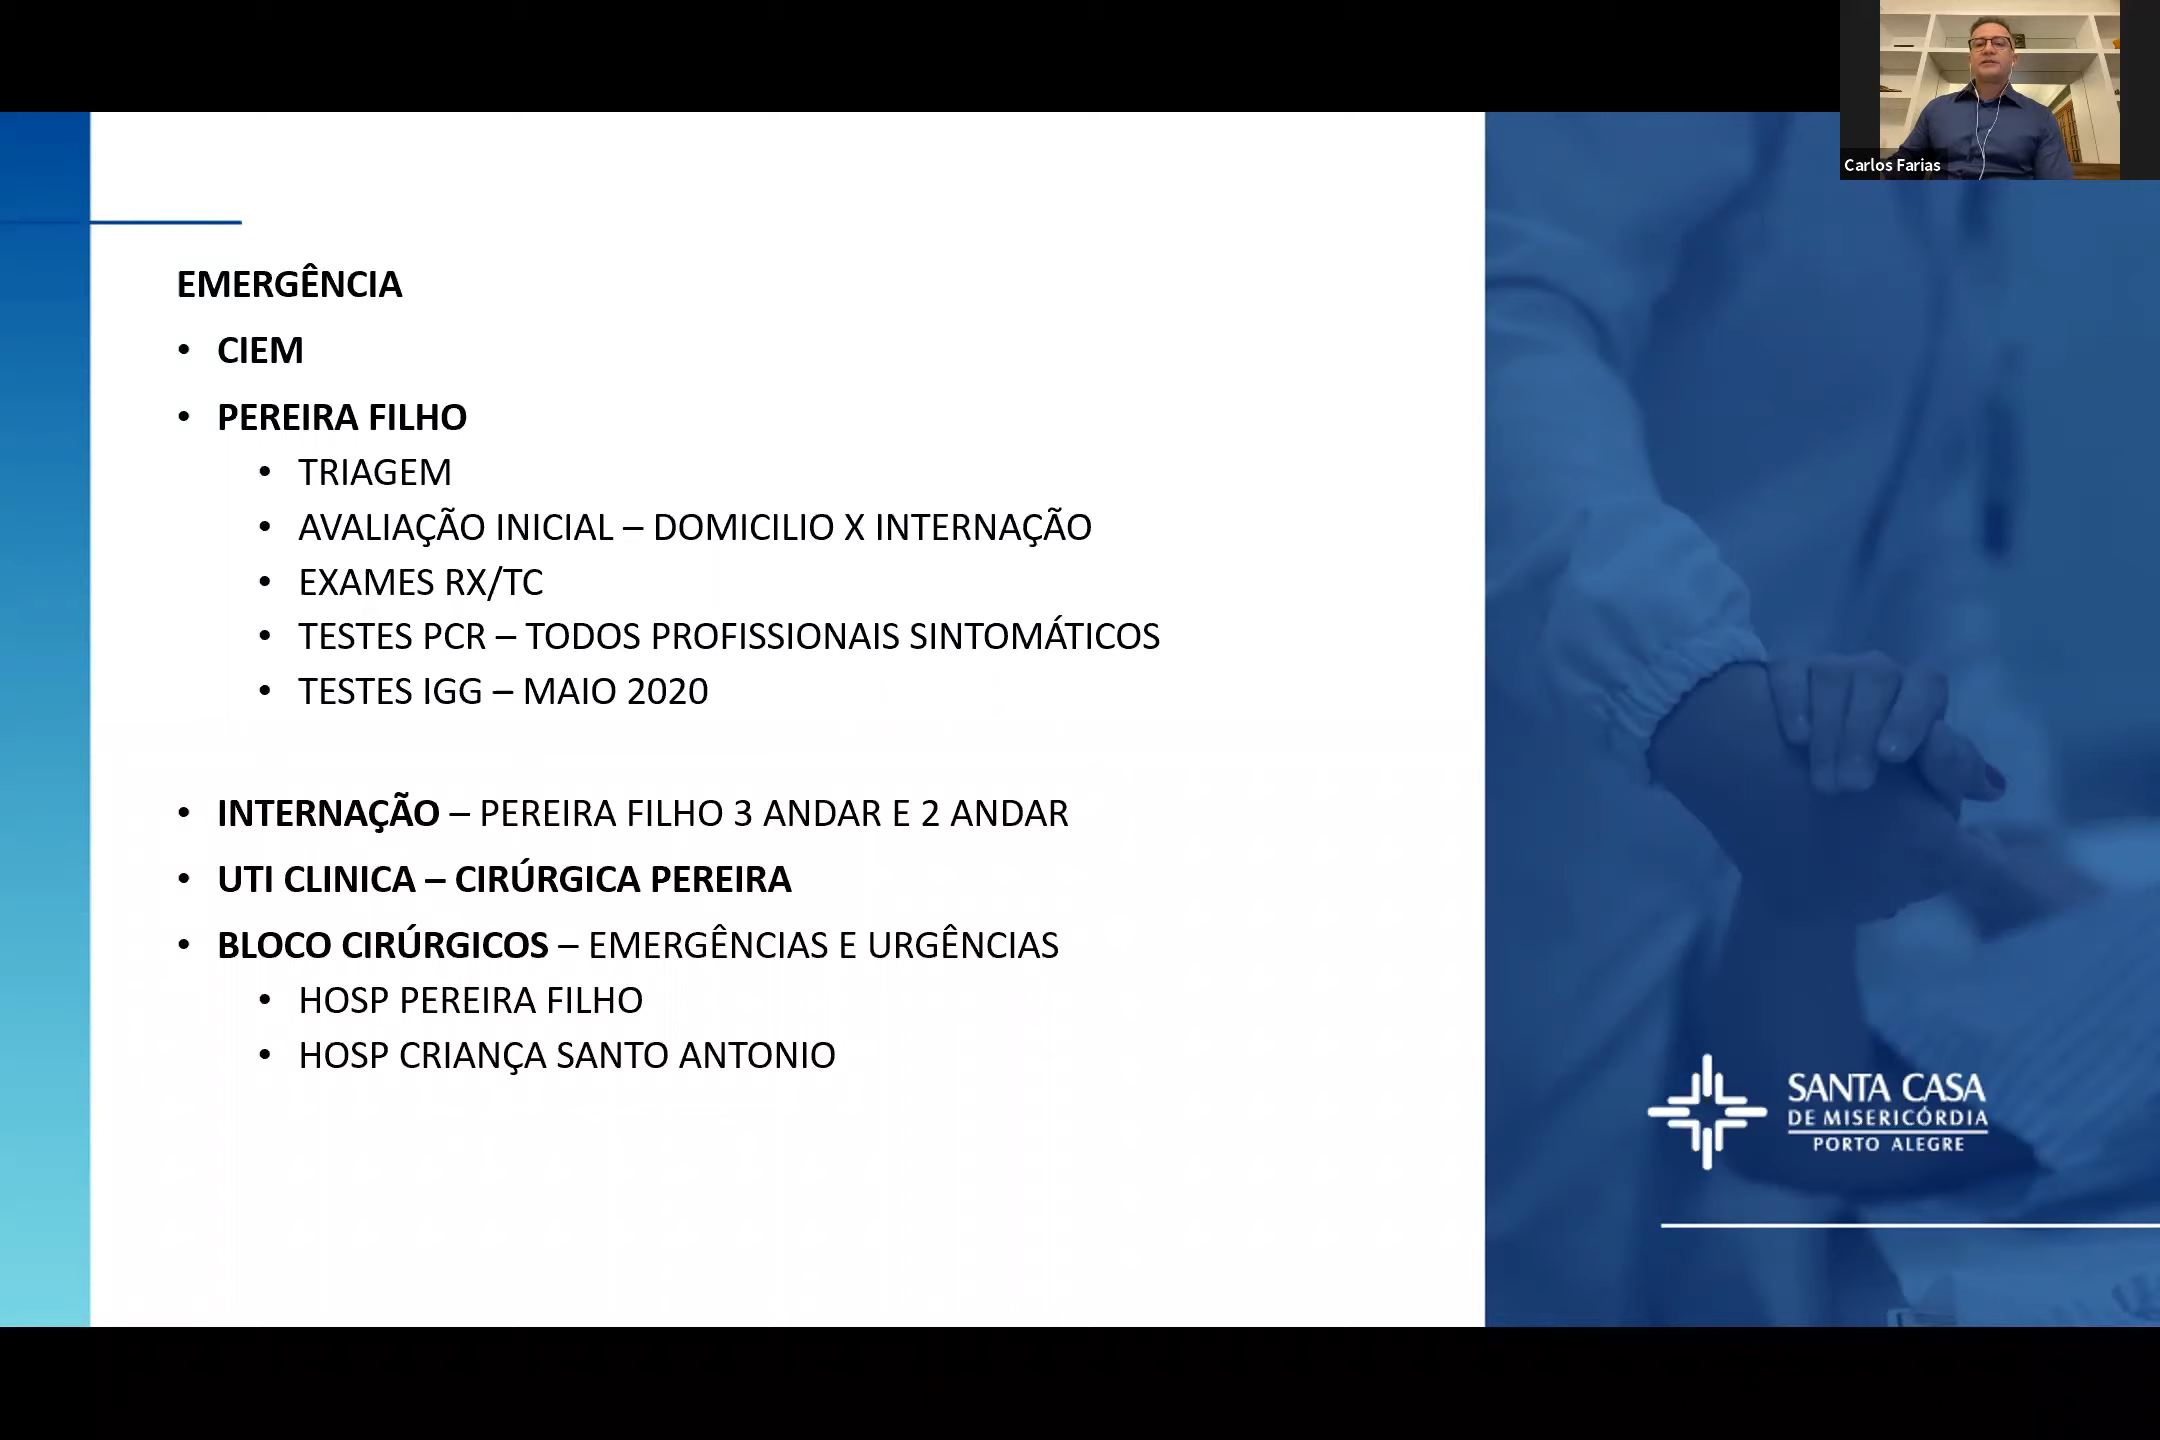 Carlos Farias
EMERGÊNCIA
• CIEM
• PEREIRA FILHO
• TRIAGEM
• AVALIAÇÃO INICIAL – DOMICILIO X INTERNAÇÃO
• EXAMES RX/TC
• TESTES PCR – TODOS PROFISSIONAIS SINTOMÁTICOS
• TESTES IGG – MAIO 2020
• INTERNAÇÃO – PEREIRA FILHO 3 ANDAR E 2 ANDAR
• UTI CLINICA – CIRÚRGICA PEREIRA
• BLOCO CIRÚRGICOS – EMERGÊNCIAS E URGÊNCIAS
• HOSP PEREIRA FILHO
• HOSP CRIANÇA SANTO ANTONIO
SANTA CASA
DE MISERICÓRDIA
PORTO ALEGRE